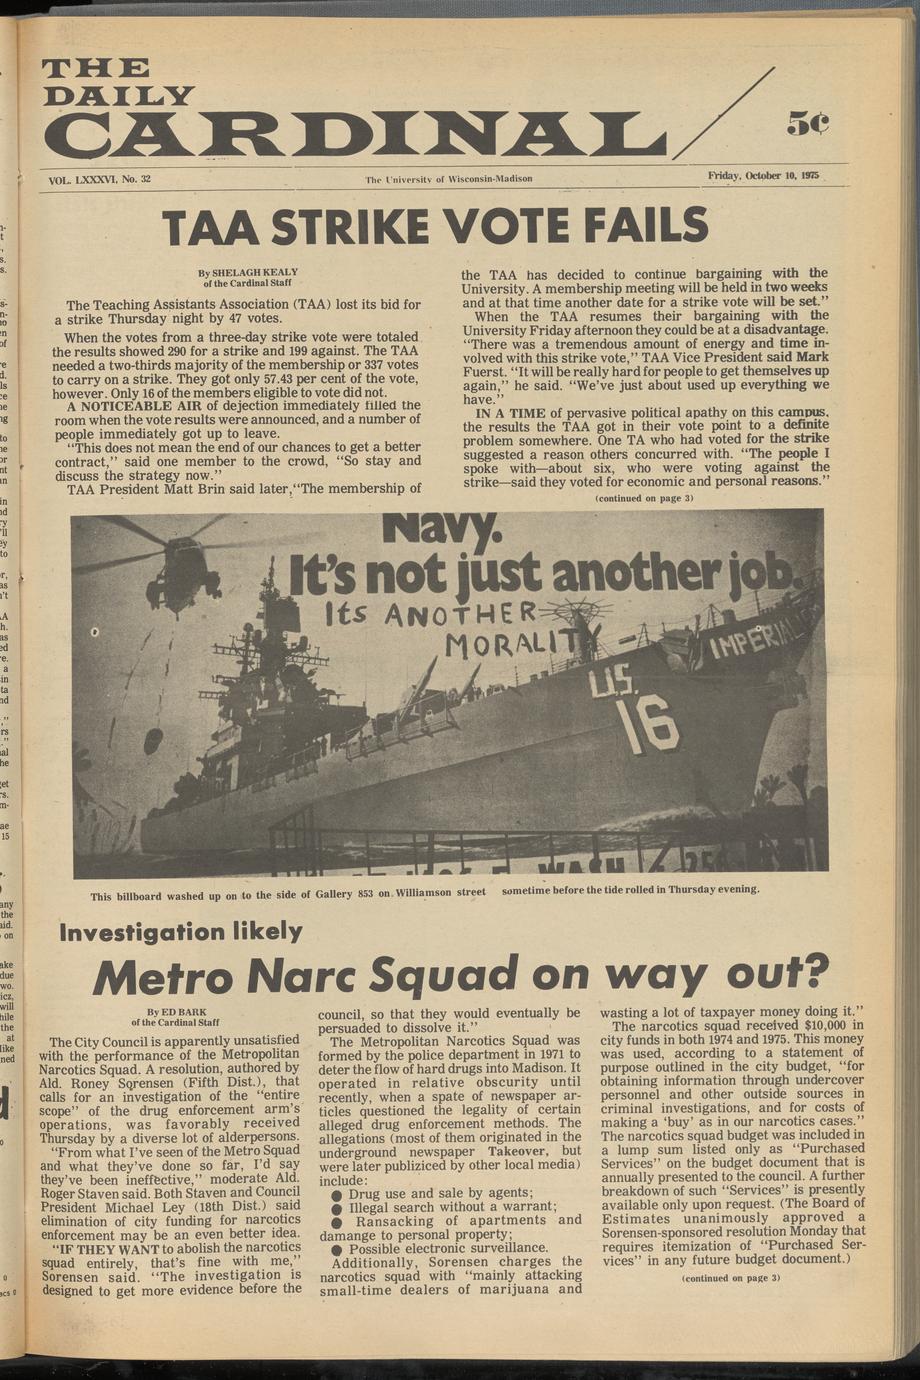 THE
DAILY
CARDINAL
5¢
VOL. LXXXVI, No. 32
The University of Wisconsin-Madison
Friday, October 10, 1975
TAA STRIKE VOTE FAILS
By SHELAGH KEALY
of the Cardinal Staff
The Teaching Assistants Association (TAA) lost its bid for
a strike Thursday night by 47 votes.
When the votes from a three-day strike vote were totaled
the results showed 290 for a strike and 199 against. The TAA
needed a two-thirds majority of the membership or 337 votes
to carry on a strike. They got only 57.43 per cent of the vote,
however. Only 16 of the members eligible to vote did not.
A NOTICEABLE AIR of dejection immediately filled the
room when the vote results were announced, and a number of
people immediately got up to leave.
"This does not mean the end of our chances to get a better
contract," said one member to the crowd, "So stay and
discuss the strategy now."
TAA President Matt Brin said later,"The membership of
the TAA has decided to continue bargaining with the
University. A membership meeting will be held in two weeks
and at that time another date for a strike vote will be set."
When the TAA resumes their bargaining with the
University Friday afternoon they could be at a disadvantage.
"There was a tremendous amount of energy and time in-
volved with this strike vote," TAA Vice President said Mark
Fuerst. "It will be really hard for people to get themselves up
again," he said. "We've just about used up everything we
have."
IN A TIME of pervasive political apathy on this campus,
the results the TAA got in their vote point to a definite
problem somewhere. One TA who had voted for the strike
suggested a reason others concurred with. "The people I
spoke with—about six, who were voting against the
strike—said they voted for economic and personal reasons."
(continued on page 3)
Navy.
It's not just another job.
Its ANOTHER
MORALITY
IMPERIAL
U.S.
16
WASH
This billboard washed up on to the side of Gallery 853 on Williamson street sometime before the tide rolled in Thursday evening.
Investigation likely
Metro Narc Squad on way out?
By ED BARK
of the Cardinal Staff
The City Council is apparently unsatisfied
with the performance of the Metropolitan
Narcotics Squad. A resolution, authored by
Ald. Roney Sorensen (Fifth Dist.), that
calls for an investigation of the "entire
scope" of the drug enforcement arm's
operations, was favorably received
Thursday by a diverse lot of alderpersons.
"From what I've seen of the Metro Squad
and what they've done so far, I'd say
they've been ineffective," moderate Ald.
Roger Staven said. Both Staven and Council
President Michael Ley (18th Dist.) said
elimination of city funding for narcotics
enforcement may be an even better idea.
"IF THEY WANT to abolish the narcotics
squad entirely, that's fine with me,"
Sorensen said. "The investigation is
designed to get more evidence before the
council, so that they would eventually be
persuaded to dissolve it."
The Metropolitan Narcotics Squad was
formed by the police department in 1971 to
deter the flow of hard drugs into Madison. It
operated in relative obscurity until
recently, when a spate of newspaper ar-
ticles questioned the legality of certain
alleged drug enforcement methods. The
allegations (most of them originated in the
underground newspaper Takeover, but
were later publicized by other local media)
include:
● Drug use and sale by agents;
● Illegal search without a warrant;
● Ransacking of apartments and
damange to personal property;
● Possible electronic surveillance.
Additionally, Sorensen charges the
narcotics squad with "mainly attacking
small-time dealers of marijuana and
wasting a lot of taxpayer money doing it."
The narcotics squad received $10,000 in
city funds in both 1974 and 1975. This money
was used, according to a statement of
purpose outlined in the city budget, "for
obtaining information through undercover
personnel and other outside sources in
criminal investigations, and for costs of
making a 'buy' as in our narcotics cases."
The narcotics squad budget was included in
a lump sum listed only as "Purchased
Services" on the budget document that is
annually presented to the council. A further
breakdown of such "Services" is presently
available only upon request. (The Board of
Estimates unanimously approved a
Sorensen-sponsored resolution Monday that
requires itemization of "Purchased Ser-
vices" in any future budget document.)
(continued on page 3)